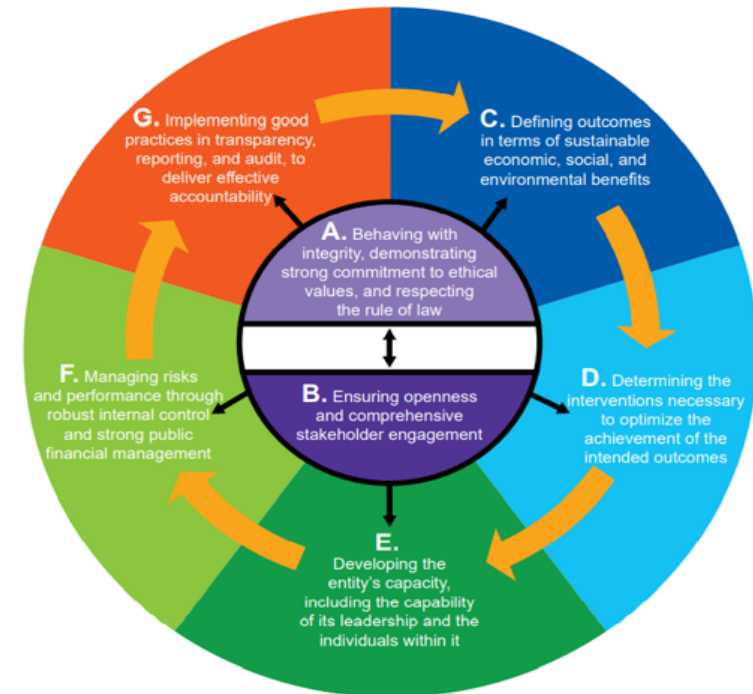 G. Implementing good
practices in transparency,
reporting, and audit, to
deliver effective
accountability
C. Defining outcomes
in terms of sustainable
economic, social, and
environmental benefits
A. Behaving with
integrity, demonstrating
strong commitment to ethical
values, and respecting
the rule of law
F. Managing risks
and performance through
robust internal control
and strong public
financial management
B. Ensuring openness
and comprehensive
stakeholder engagement
D. Determining the
interventions necessary
to optimize the
achievement of the
intended outcomes
E.
Developing the
entity's capacity,
including the capability
of its leadership and the
individuals within it